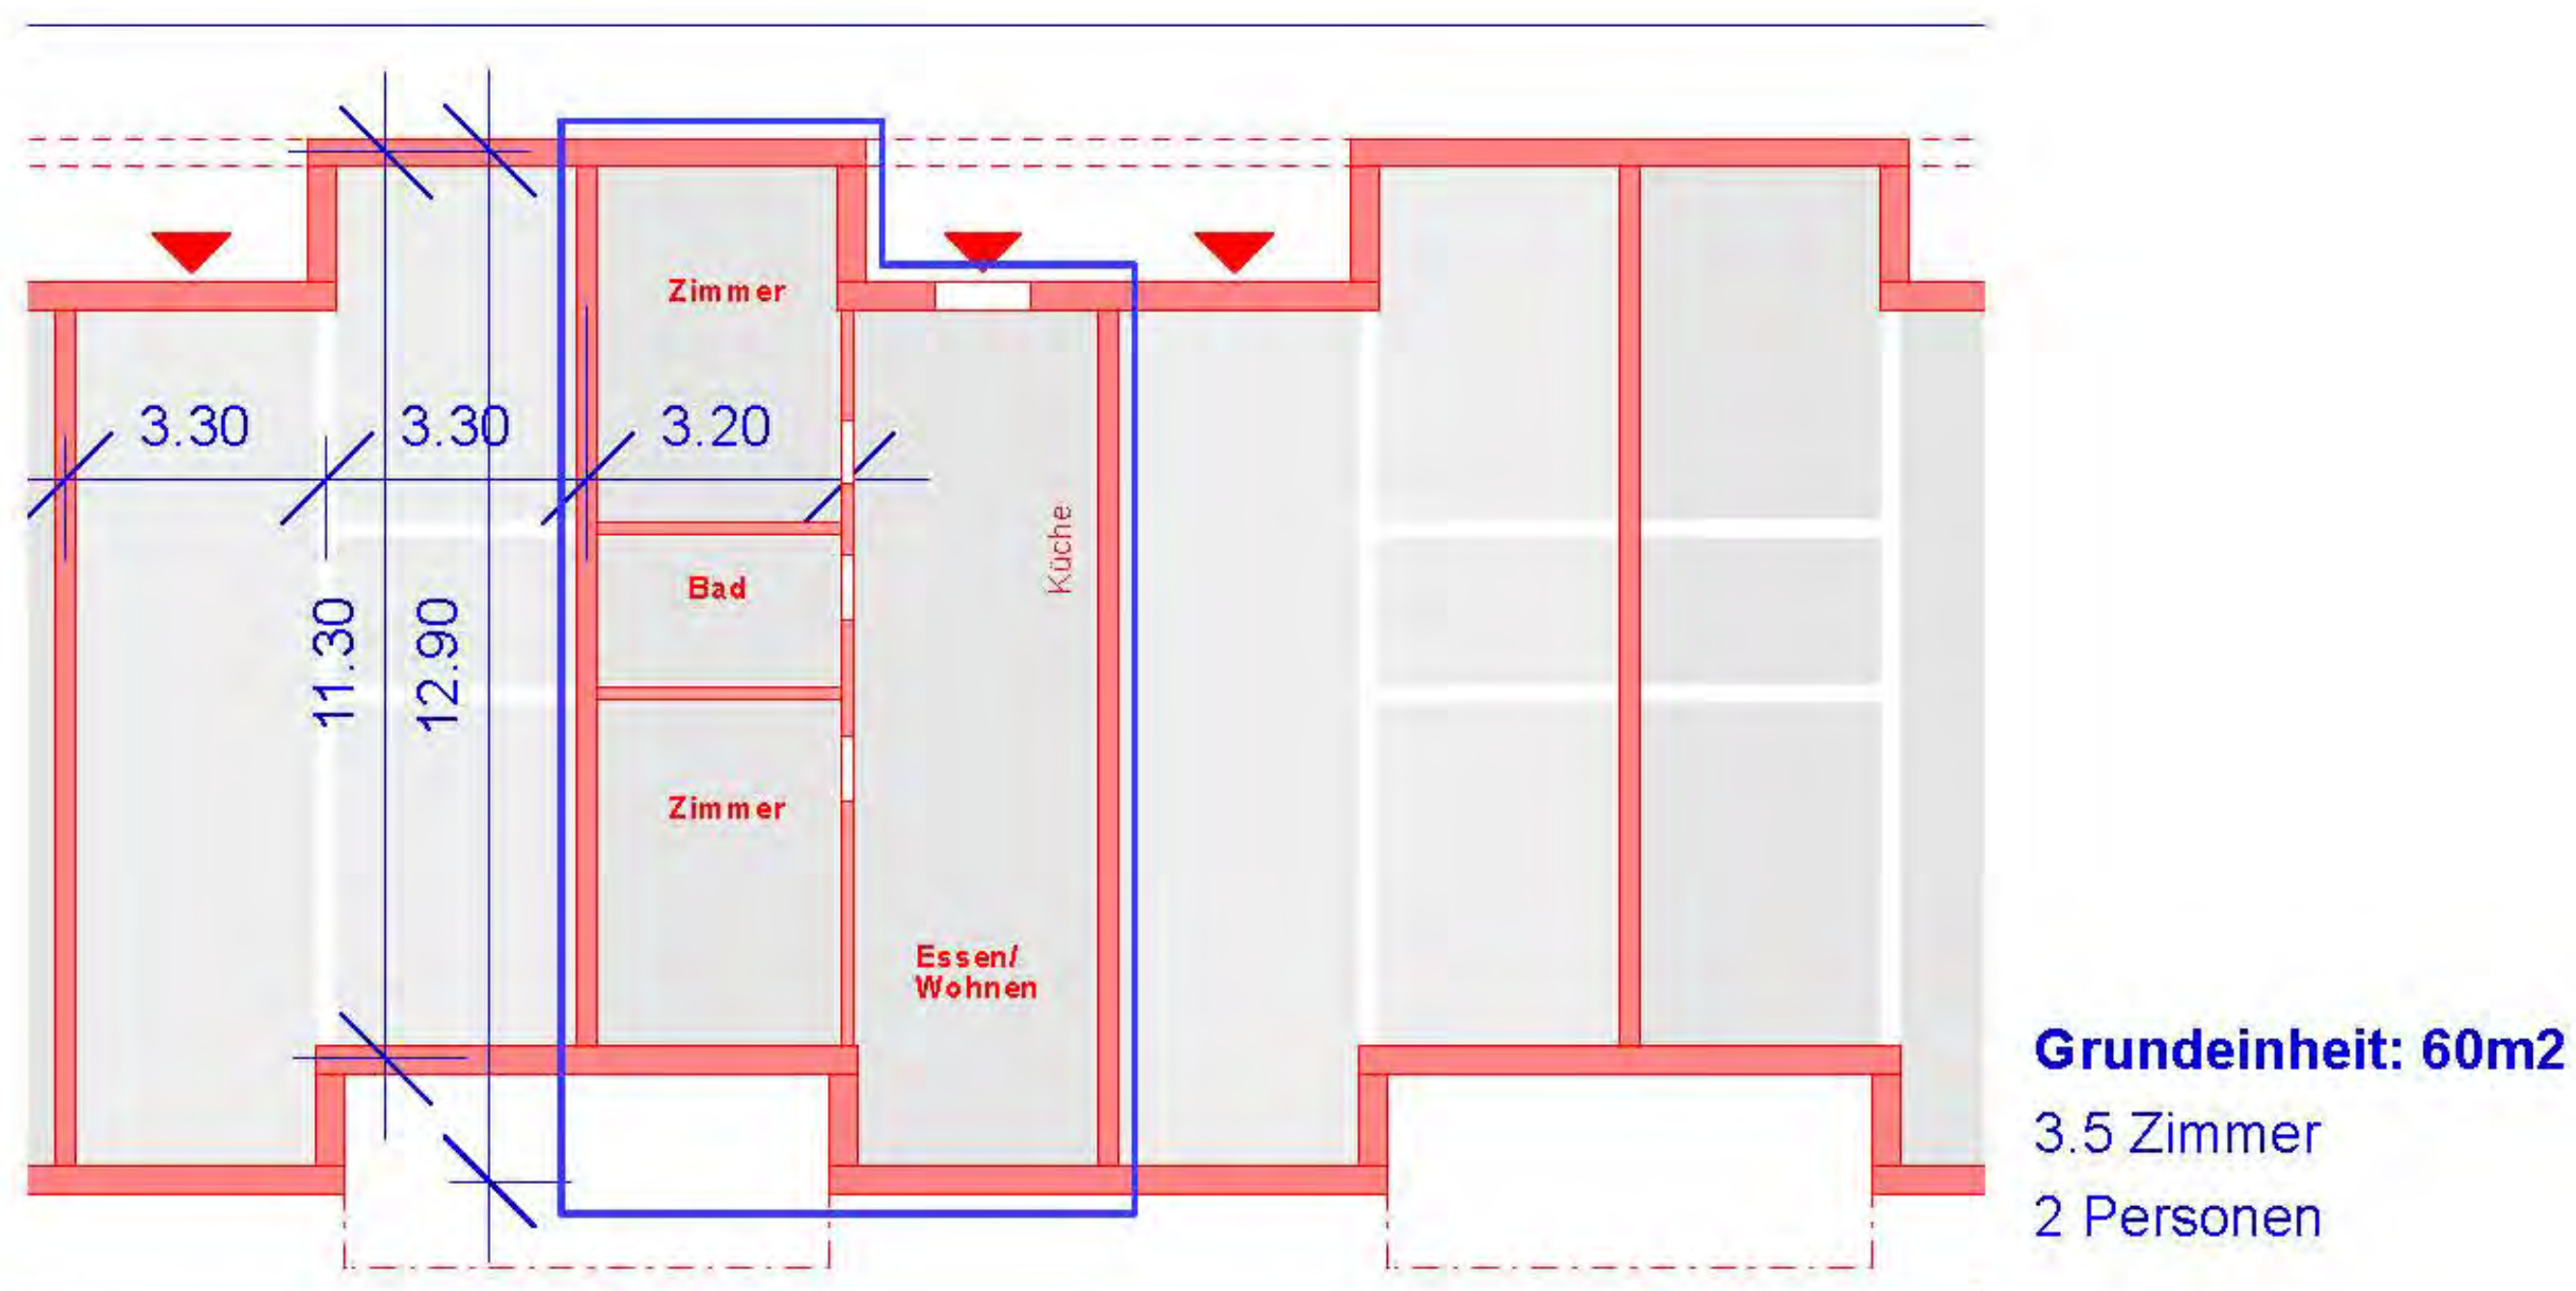 Zimmer
3.30
3.30
3.20
Küche
Bad
11.30
12.90
Zimmer
Essen/
Wohnen
Grundeinheit: 60m2
3.5 Zimmer
2 Personen